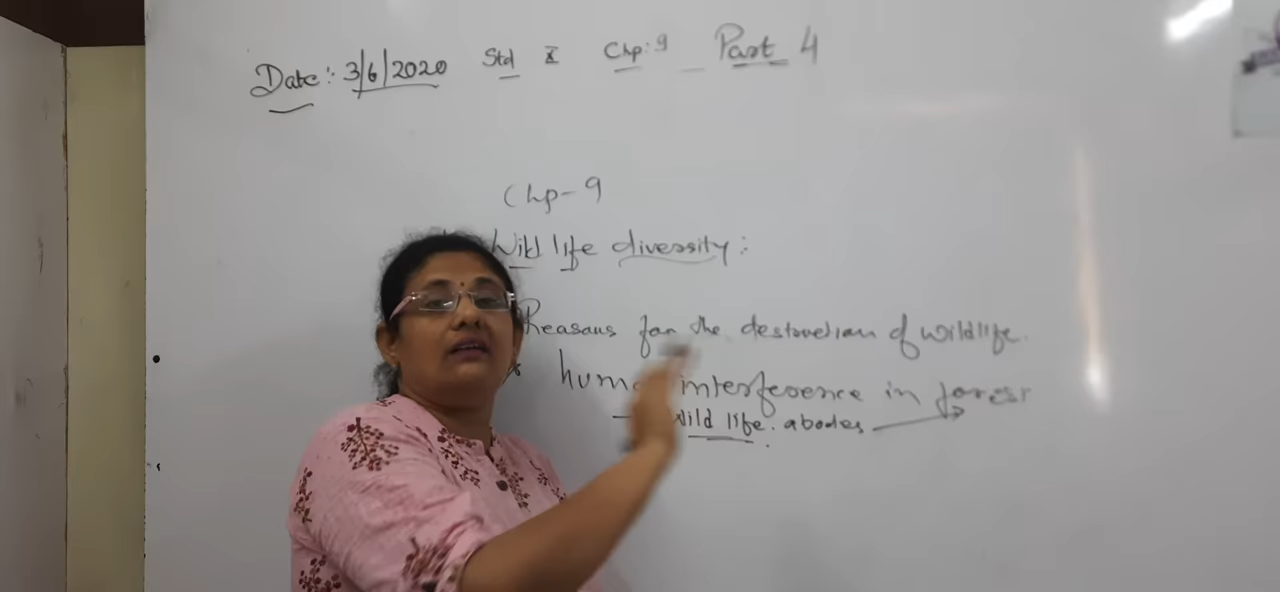 Date: 3/6/2020 Std X Chp: 9 Part 4
Chp-9
Wild life diversity:
Reasons for the destruction of wildlife.
* human interference in forest
- Wild life. abodes →